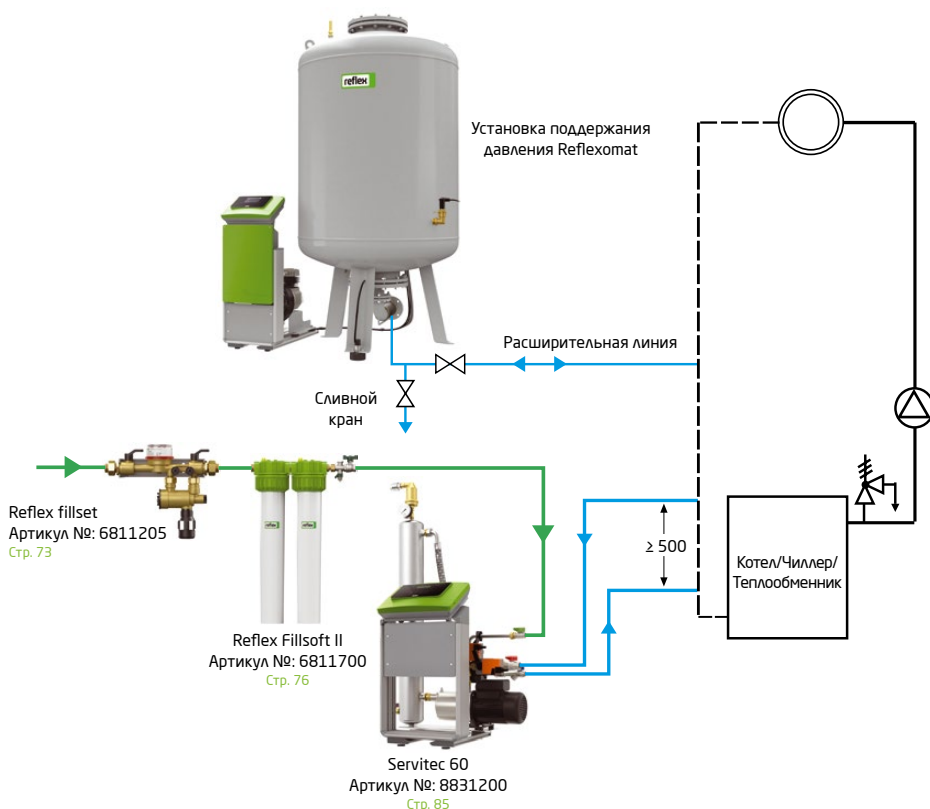 reflex
Установка поддержания
давления Reflexomat
Расширительная линия
Сливной
кран
Reflex fillset
Артикул №: 6811205
Стр. 73
reflex
reflex
Reflex Fillsoft II
Артикул №: 6811700
Стр. 76
≥ 500
Котел/Чиллер/
Теплообменник
Servitec 60
Артикул №: 8831200
Стр. 85